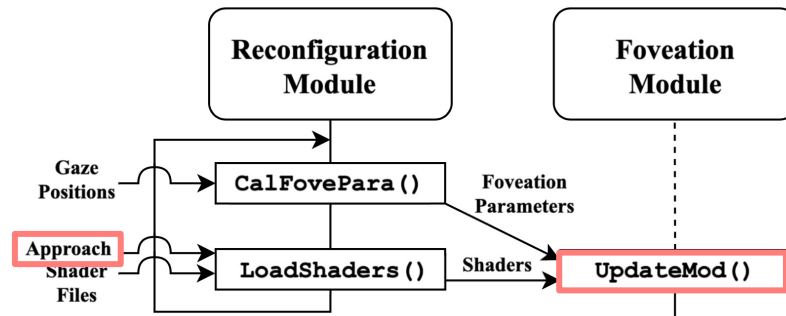 Reconfiguration
Module
Foveation
Module
Gaze
Positions
CalFovePara()
Foveation
Parameters
Approach
Shader
Files
LoadShaders()
Shaders
UpdateMod()